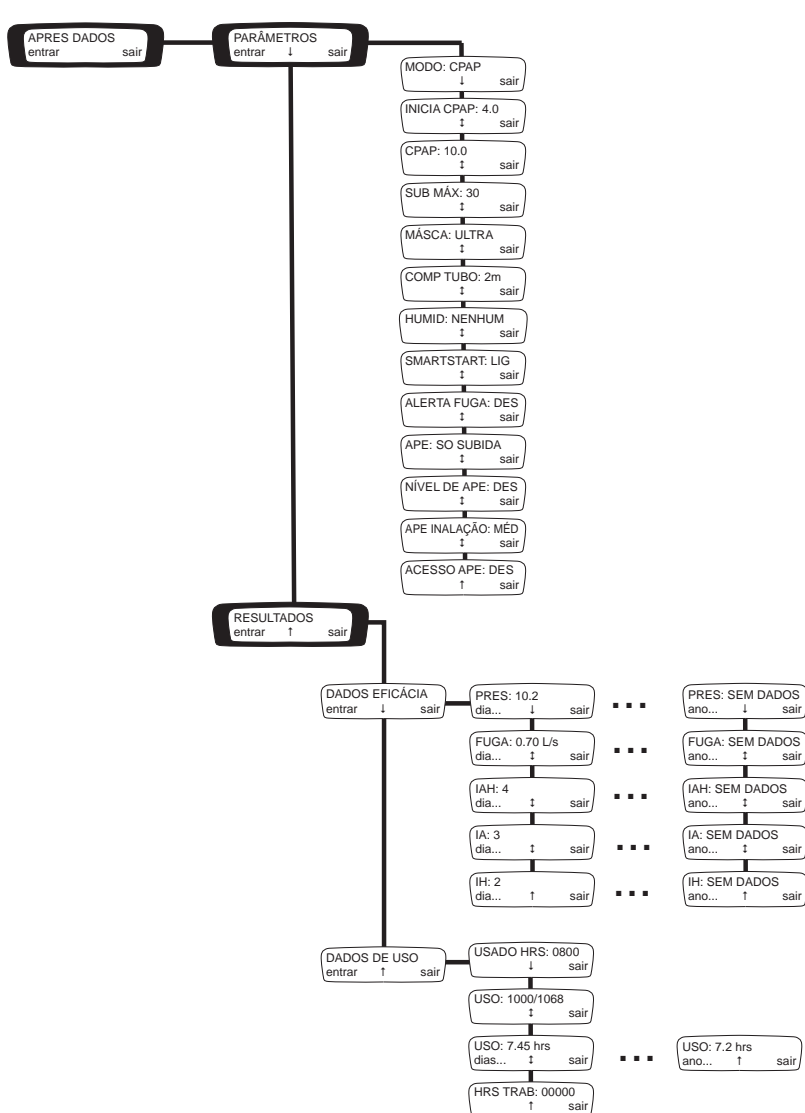 APRES DADOS
entrar sair
PARÂMETROS
entrar ↓ sair
MODO: CPAP
↓ sair
INICIA CPAP: 4.0
↕ sair
CPAP: 10.0
↕ sair
SUB MÁX: 30
↕ sair
MÁSCA: ULTRA
↕ sair
COMP TUBO: 2m
↕ sair
HUMID: NENHUM
↕ sair
SMARTSTART: LIG
↕ sair
ALERTA FUGA: DES
↕ sair
APE: SO SUBIDA
↕ sair
NÍVEL DE APE: DES
↕ sair
APE INALAÇÃO: MÉD
↕ sair
ACESSO APE: DES
↑ sair
RESULTADOS
entrar ↑ sair
DADOS EFICÁCIA
entrar ↓ sair
PRES: 10.2
dia... ↓ sair
PRES: SEM DADOS
ano... ↓ sair
FUGA: 0.70 L/s
dia... ↕ sair
FUGA: SEM DADOS
ano... ↕ sair
IAH: 4
dia... ↕ sair
IAH: SEM DADOS
ano... ↕ sair
IA: 3
dia... ↕ sair
IA: SEM DADOS
ano... ↕ sair
IH: 2
dia... ↑ sair
IH: SEM DADOS
ano... ↑ sair
DADOS DE USO
entrar ↑ sair
USADO HRS: 0800
↓ sair
USO: 1000/1068
↕ sair
USO: 7.45 hrs
dias... ↕ sair
USO: 7.2 hrs
ano... ↑ sair
HRS TRAB: 00000
↑ sair